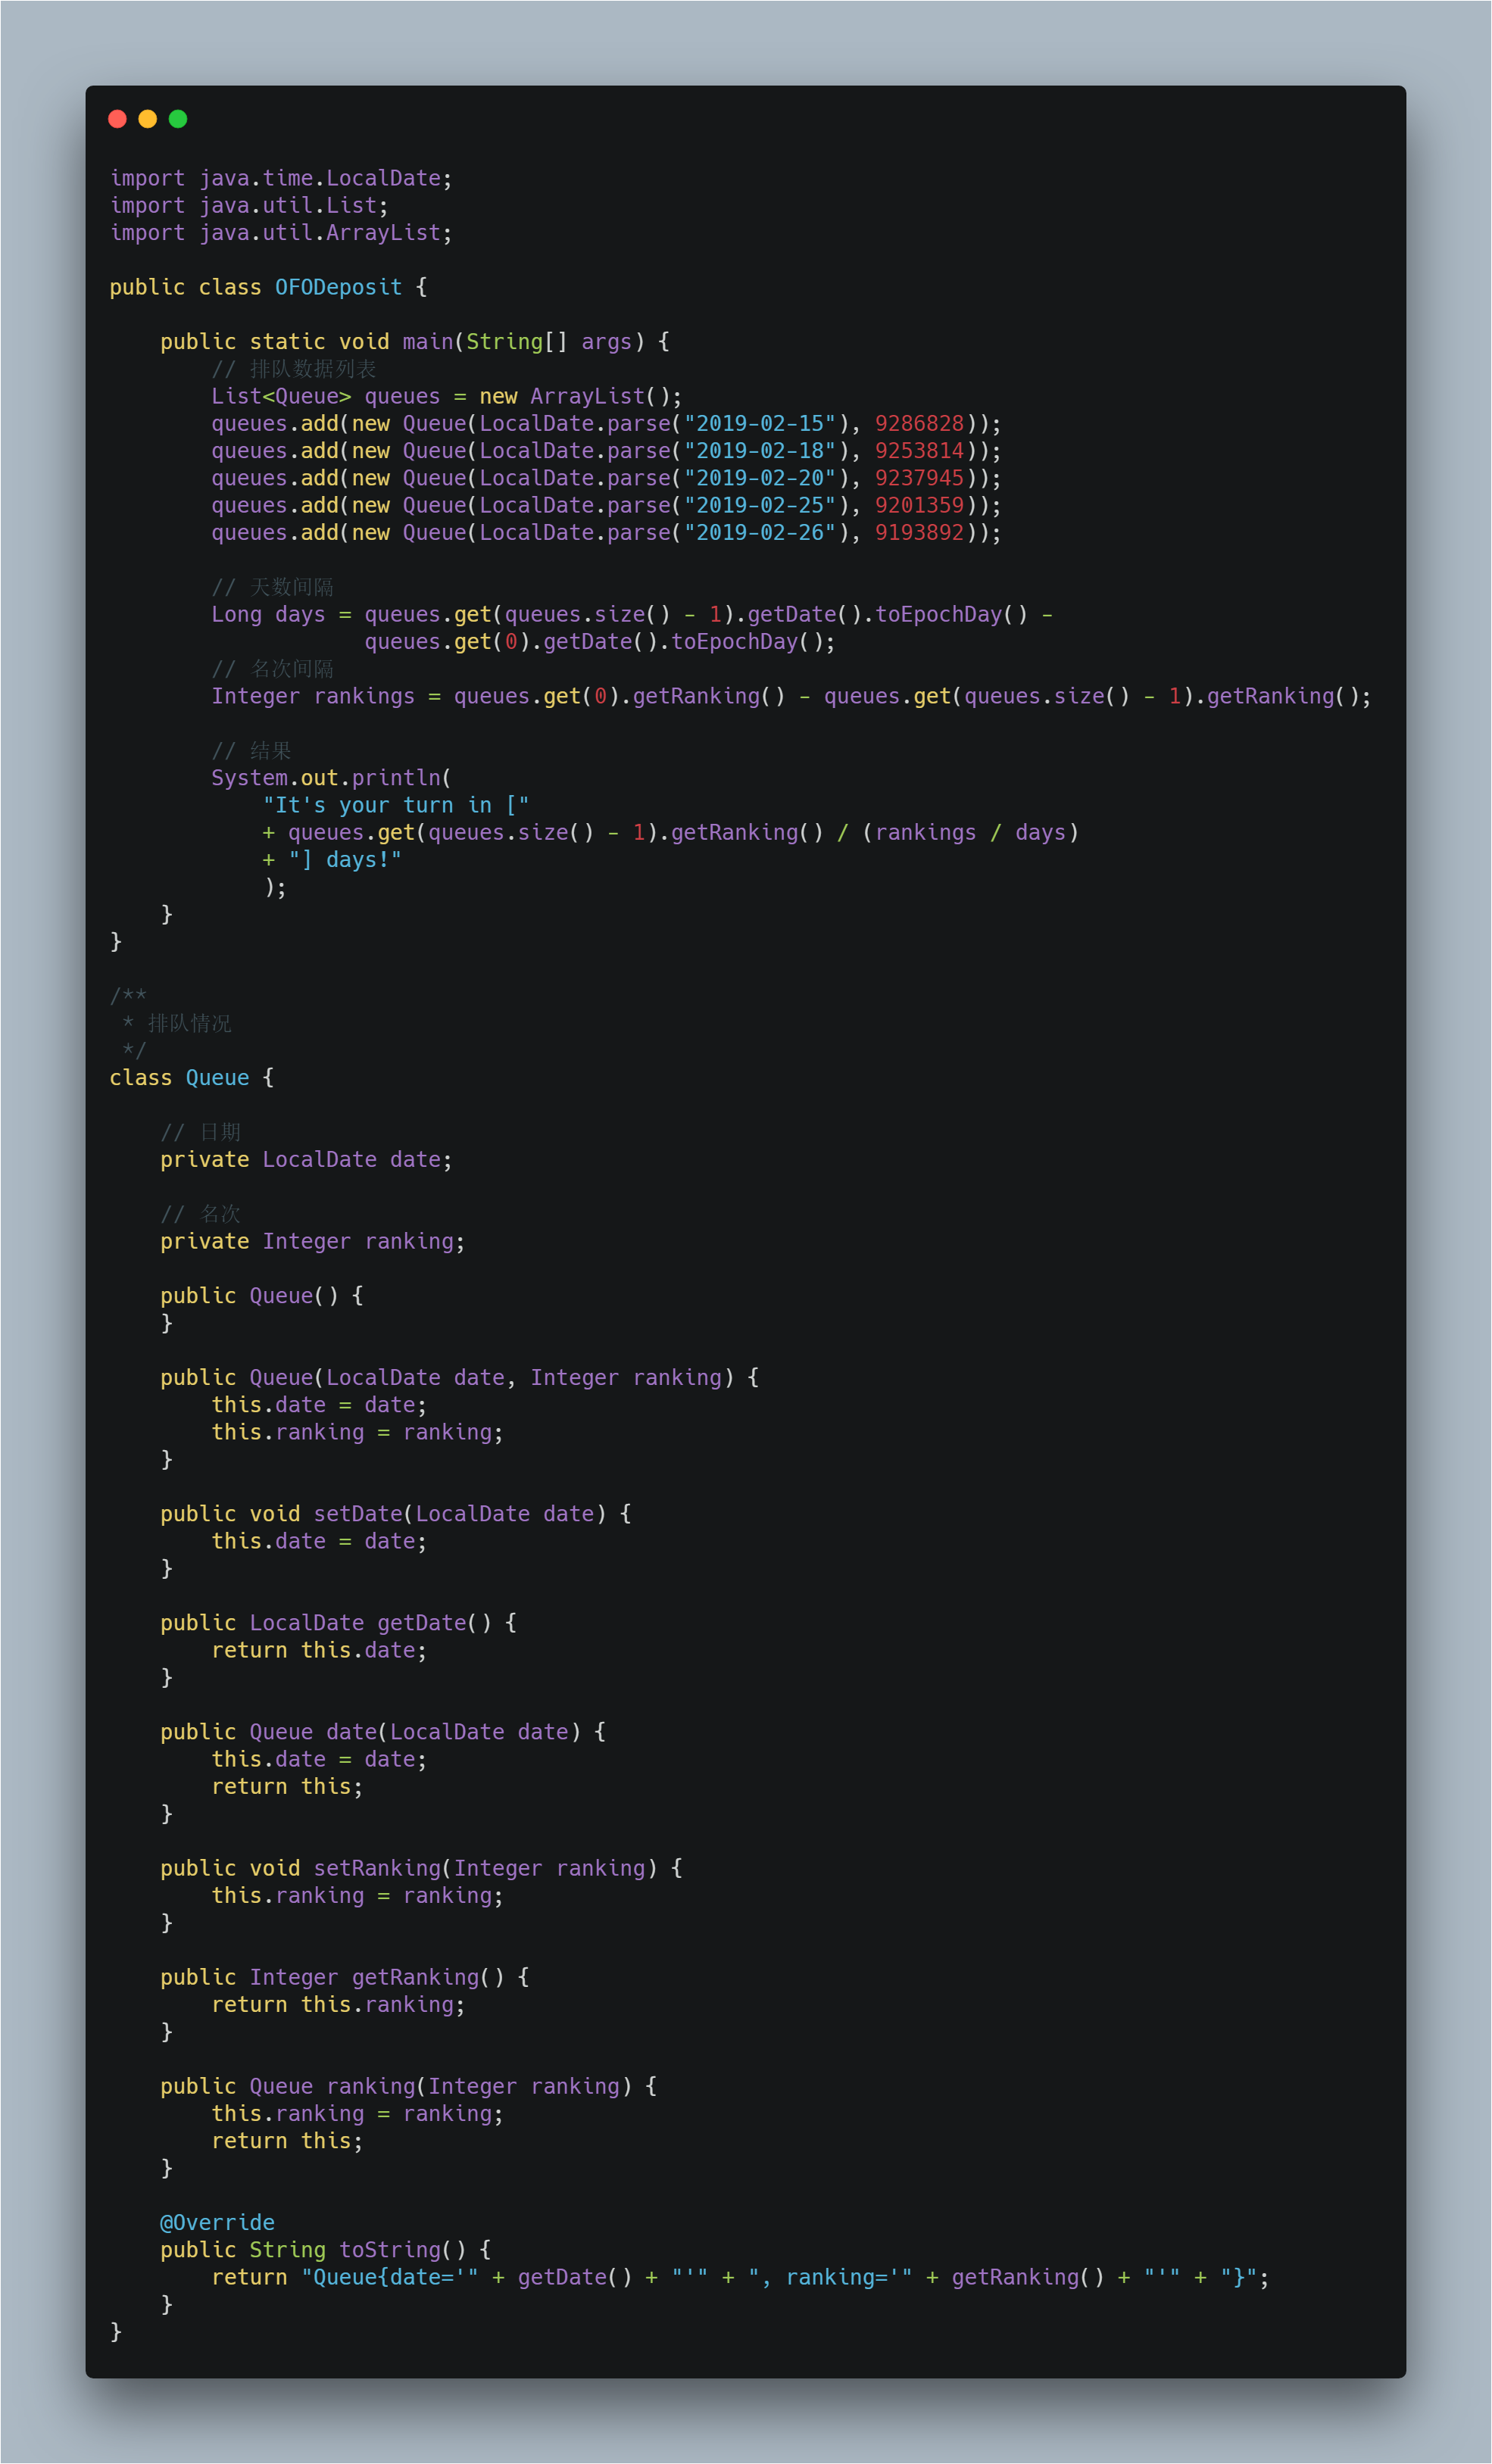 import java.time.LocalDate;
import java.util.List;
import java.util.ArrayList;

public class OFODeposit {

    public static void main(String[] args) {
        // 排队数据列表
        List<Queue> queues = new ArrayList();
        queues.add(new Queue(LocalDate.parse("2019-02-15"), 9286828));
        queues.add(new Queue(LocalDate.parse("2019-02-18"), 9253814));
        queues.add(new Queue(LocalDate.parse("2019-02-20"), 9237945));
        queues.add(new Queue(LocalDate.parse("2019-02-25"), 9201359));
        queues.add(new Queue(LocalDate.parse("2019-02-26"), 9193892));

        // 天数间隔
        Long days = queues.get(queues.size() - 1).getDate().toEpochDay() -
                    queues.get(0).getDate().toEpochDay();
        // 名次间隔
        Integer rankings = queues.get(0).getRanking() - queues.get(queues.size() - 1).getRanking();

        // 结果
        System.out.println(
            "It's your turn in ["
            + queues.get(queues.size() - 1).getRanking() / (rankings / days)
            + "] days!"
            );
    }
}

/**
 * 排队情况
 */
class Queue {

    // 日期
    private LocalDate date;

    // 名次
    private Integer ranking;

    public Queue() {
    }

    public Queue(LocalDate date, Integer ranking) {
        this.date = date;
        this.ranking = ranking;
    }

    public void setDate(LocalDate date) {
        this.date = date;
    }

    public LocalDate getDate() {
        return this.date;
    }

    public Queue date(LocalDate date) {
        this.date = date;
        return this;
    }

    public void setRanking(Integer ranking) {
        this.ranking = ranking;
    }

    public Integer getRanking() {
        return this.ranking;
    }

    public Queue ranking(Integer ranking) {
        this.ranking = ranking;
        return this;
    }

    @Override
    public String toString() {
        return "Queue{date='" + getDate() + "'" + ", ranking='" + getRanking() + "'" + "}";
    }
}